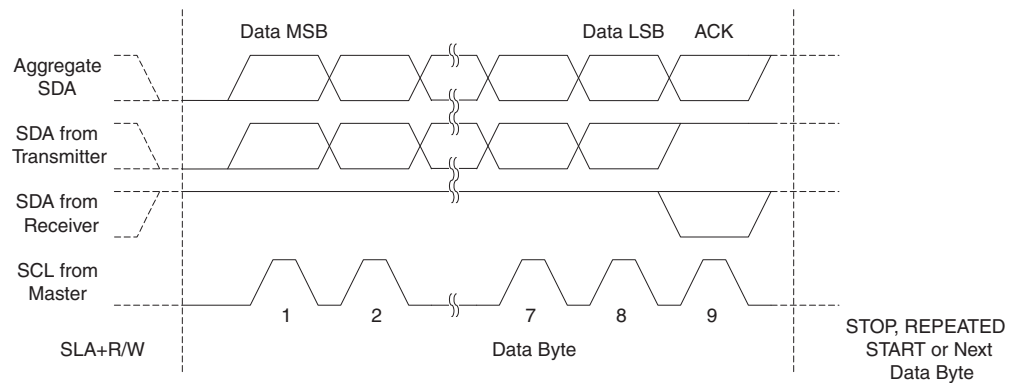 Data MSB
Data LSB
ACK
Aggregate
SDA
SDA from
Transmitter
SDA from
Receiver
SCL from
Master
1
2
7
8
9
SLA+R/W
Data Byte
STOP, REPEATED
START or Next
Data Byte